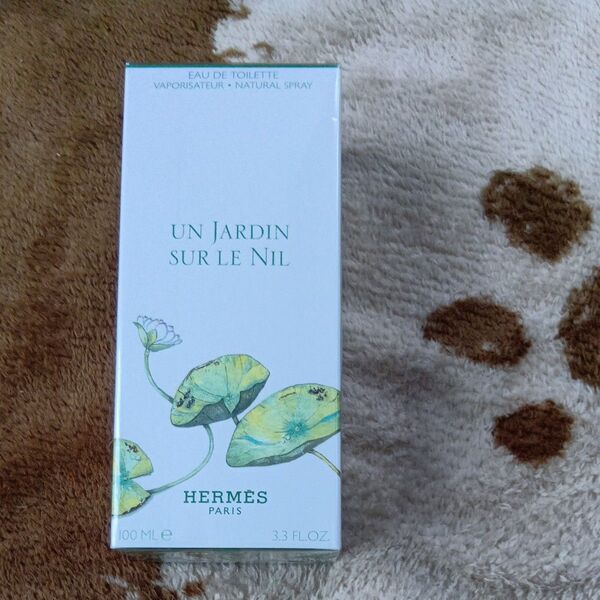 EAU DE TOILETTE
VAPORISATEUR • NATURAL SPRAY
UN JARDIN
SUR LE NIL
HERMÈS
PARIS
100 ML ℮
3.3 FL.OZ.